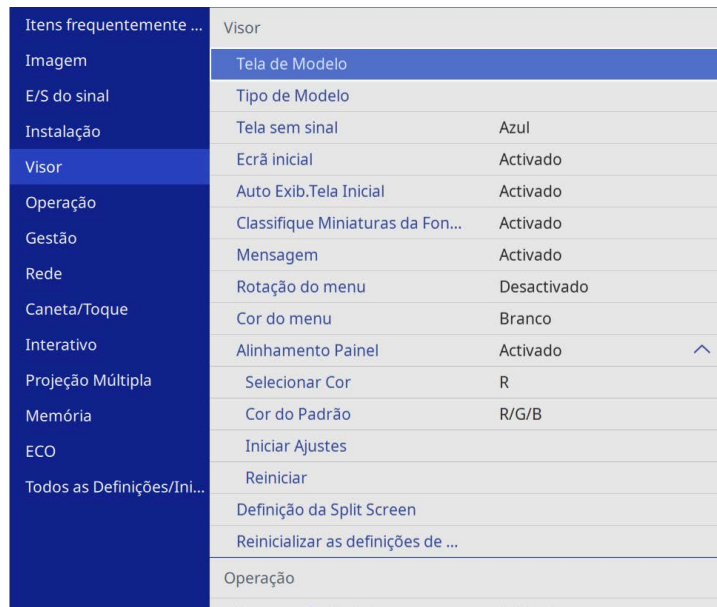 Itens frequentemente ...
Imagem
E/S do sinal
Instalação
Visor
Operação
Gestão
Rede
Caneta/Toque
Interativo
Projeção Múltipla
Memória
ECO
Todos as Definições/Ini...
Visor
Tela de Modelo
Tipo de Modelo
Tela sem sinal Azul
Ecrã inicial Activado
Auto Exib.Tela Inicial Activado
Classifique Miniaturas da Fon... Activado
Mensagem Activado
Rotação do menu Desactivado
Cor do menu Branco
Alinhamento Painel Activado
Selecionar Cor R
Cor do Padrão R/G/B
Iniciar Ajustes
Reiniciar
Definição da Split Screen
Reinicializar as definições de ...
Operação